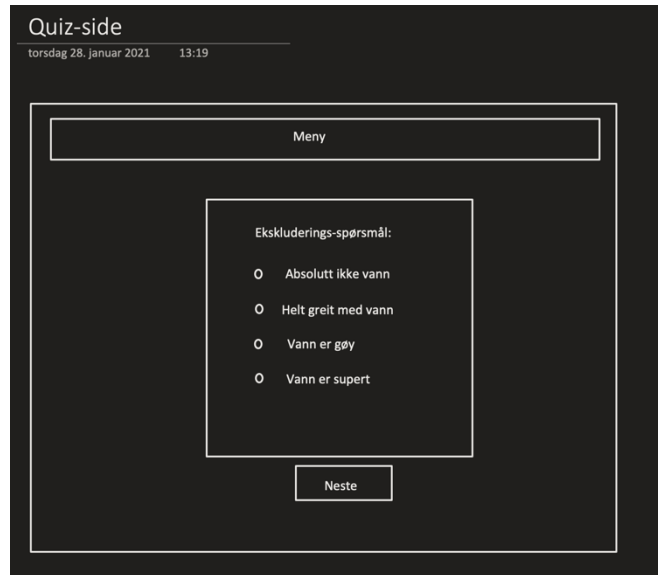 Quiz-side
torsdag 28. januar 2021 13:19
Meny
Ekskluderings-spørsmål:
O Absolutt ikke vann
O Helt greit med vann
O Vann er gøy
O Vann er supert
Neste